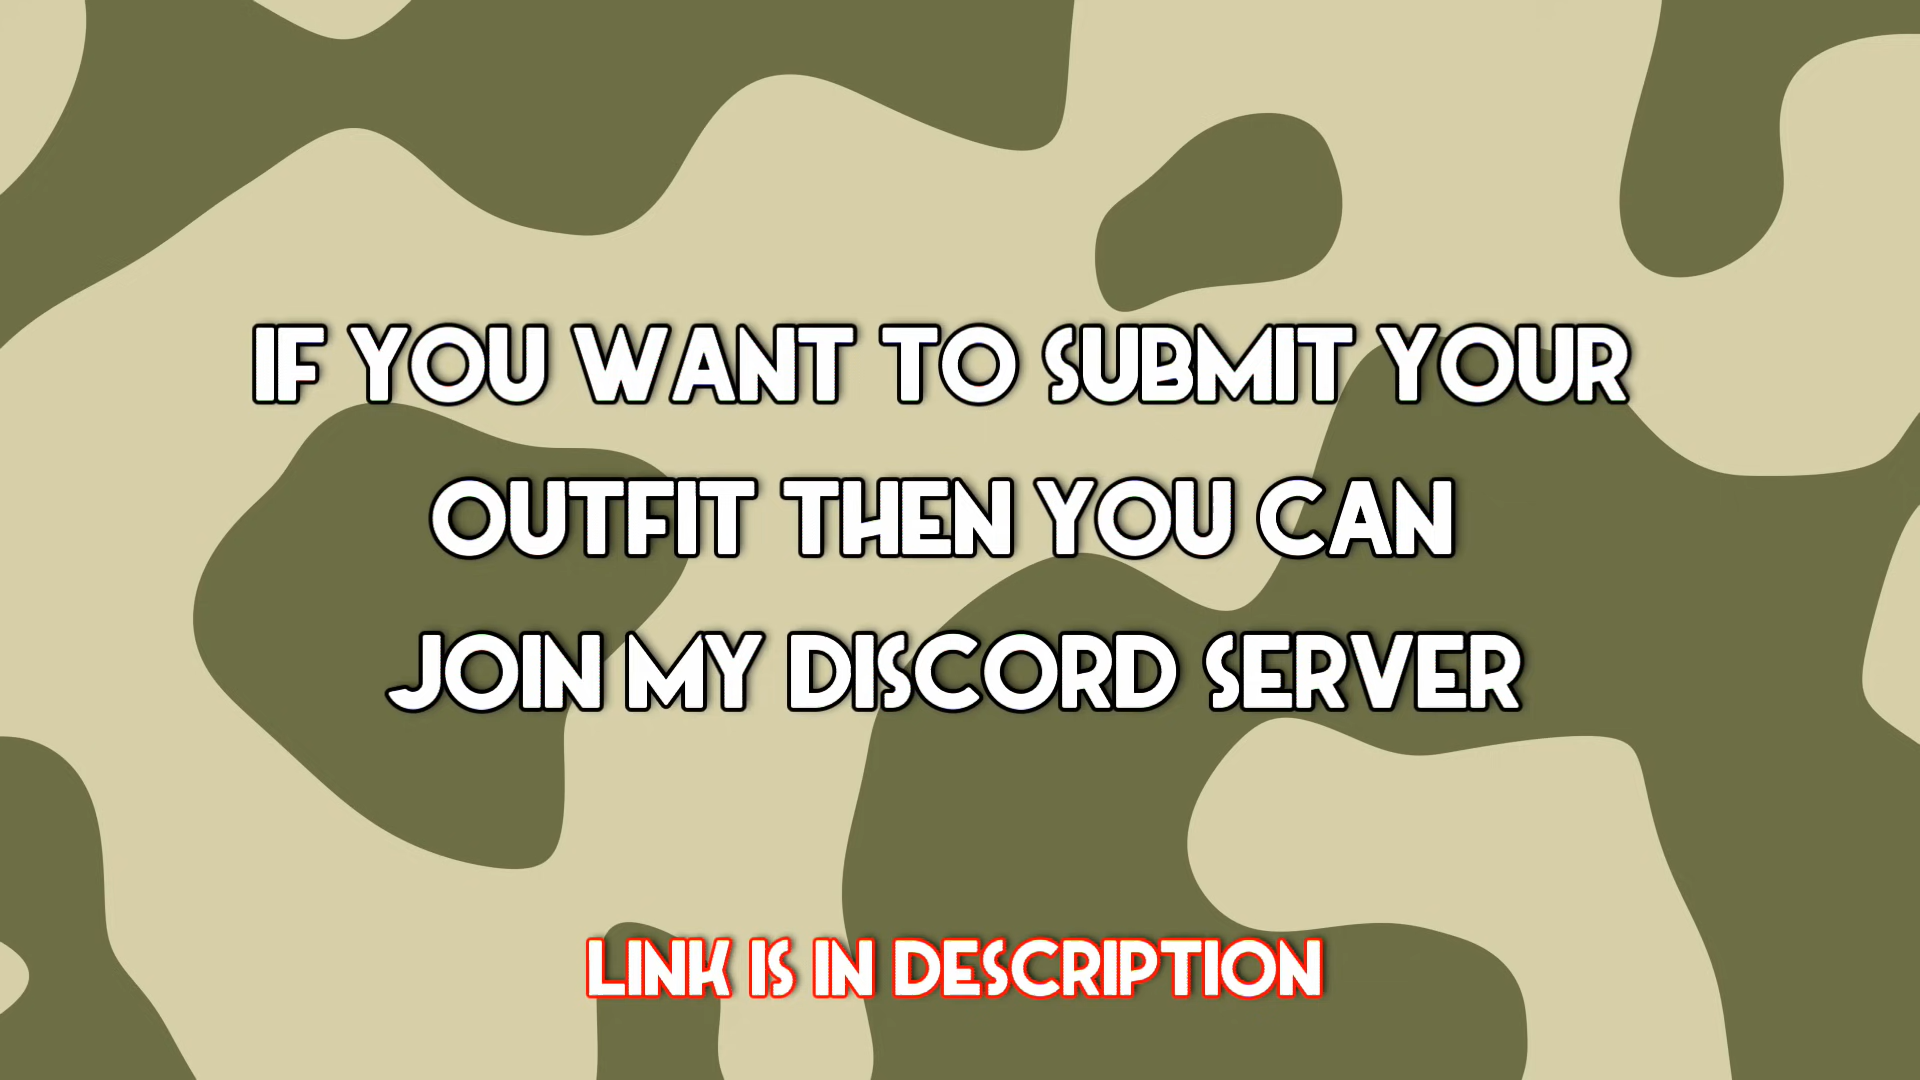 IF YOU WANT TO SUBMIT YOUR
OUTFIT THEN YOU CAN
JOIN MY DISCORD SERVER
LINK IS IN DESCRIPTION